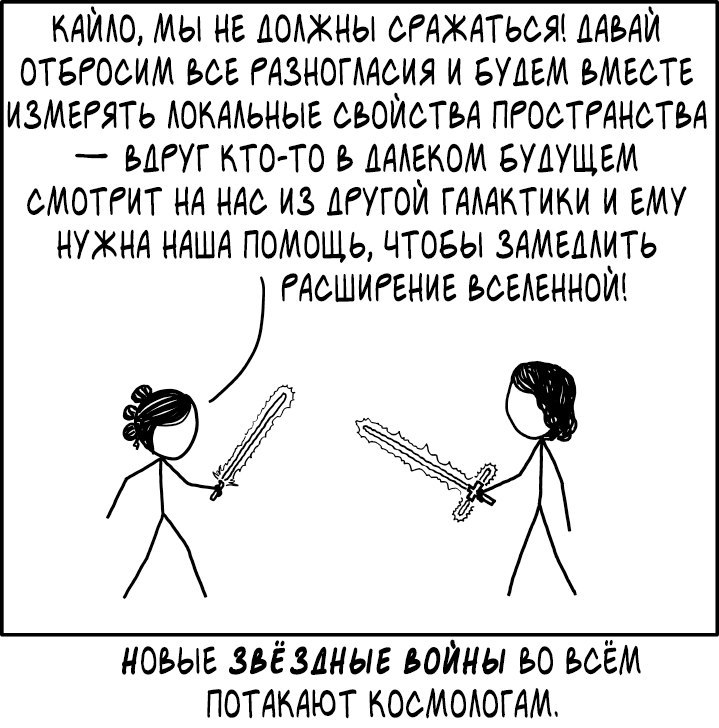 КАЙЛО, МЫ НЕ ДОЛЖНЫ СРАЖАТЬСЯ! ДАВАЙ
ОТБРОСИМ ВСЕ РАЗНОГЛАСИЯ И БУДЕМ ВМЕСТЕ
ИЗМЕРЯТЬ ЛОКАЛЬНЫЕ СВОЙСТВА ПРОСТРАНСТВА
— ВДРУГ КТО-ТО В ДАЛЕКОМ БУДУЩЕМ
СМОТРИТ НА НАС ИЗ ДРУГОЙ ГАЛАКТИКИ И ЕМУ
НУЖНА НАША ПОМОЩЬ, ЧТОБЫ ЗАМЕДЛИТЬ
РАСШИРЕНИЕ ВСЕЛЕННОЙ!
НОВЫЕ ЗВЁЗДНЫЕ ВОЙНЫ ВО ВСЁМ
ПОТАКАЮТ КОСМОЛОГАМ.